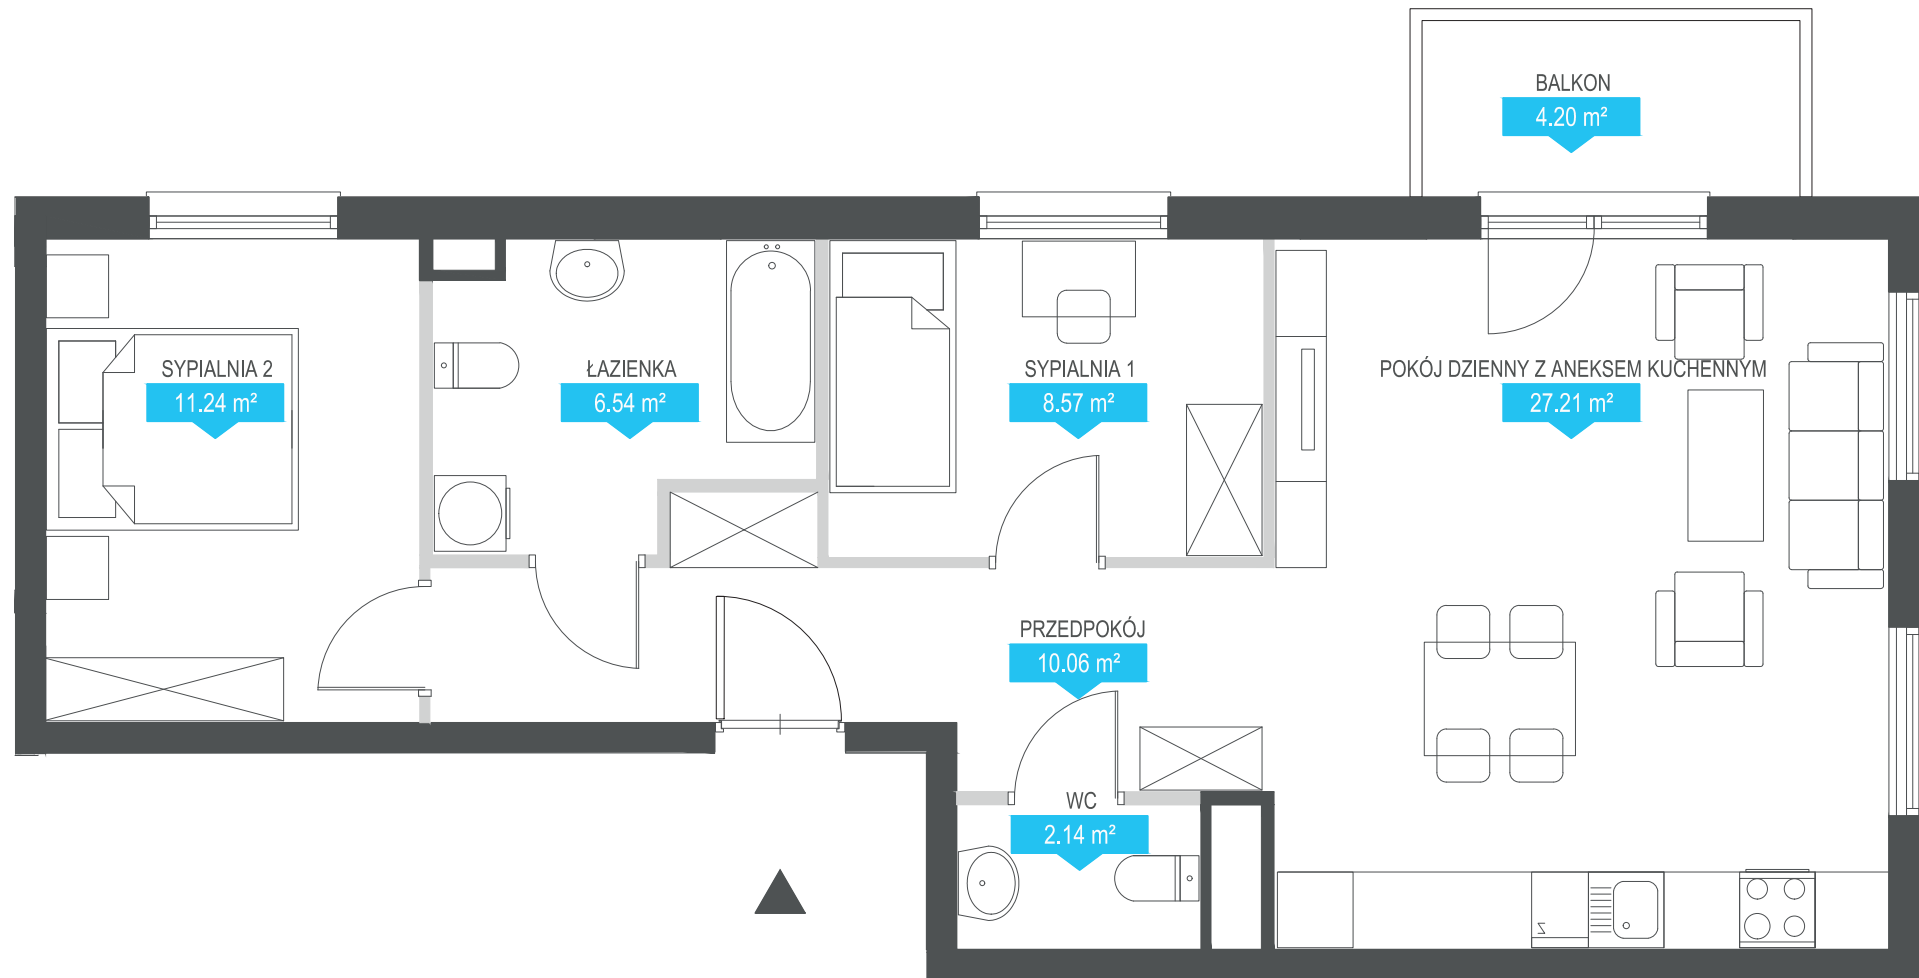 BALKON
4.20 m²
SYPIALNIA 2
11.24 m²
ŁAZIENKA
6.54 m²
SYPIALNIA 1
8.57 m²
POKÓJ DZIENNY Z ANEKSEM KUCHENNYM
27.21 m²
PRZEDPOKÓJ
10.06 m²
WC
2.14 m²
Z